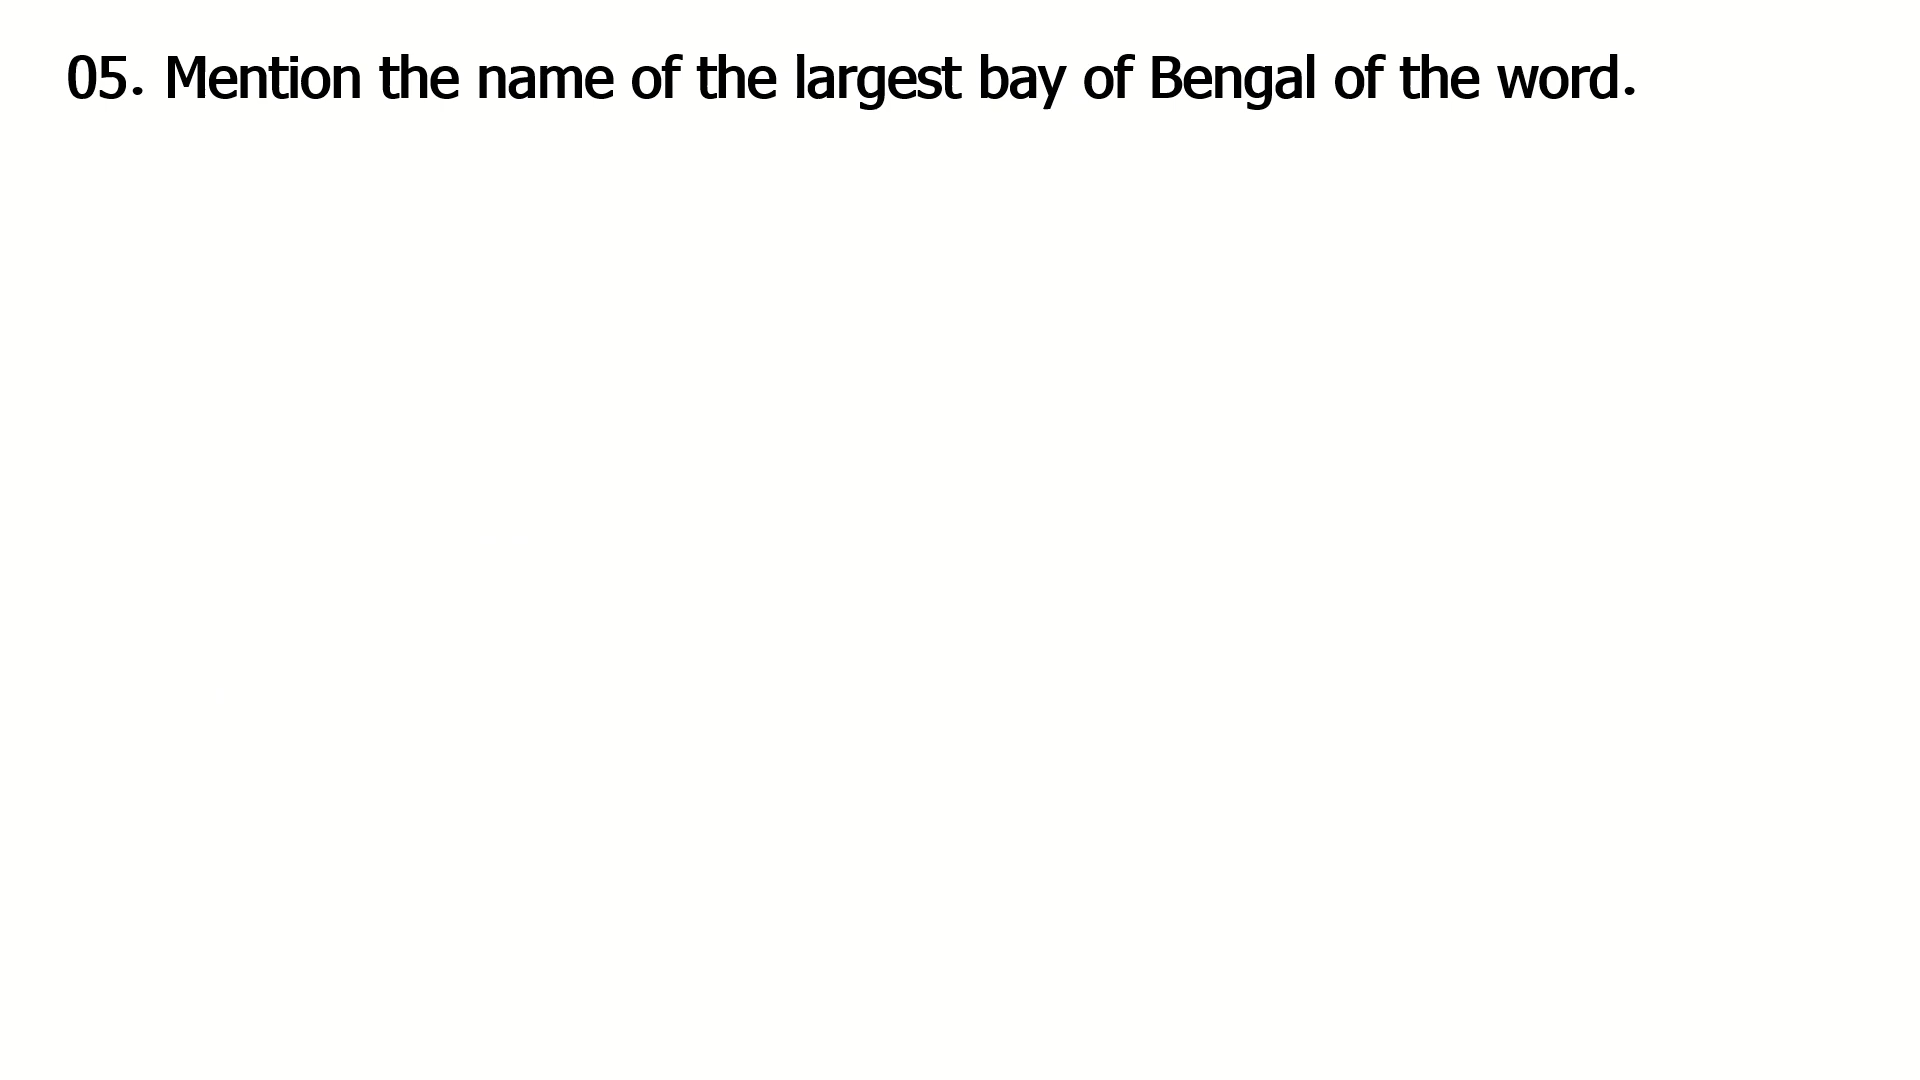 05. Mention the name of the largest bay of Bengal of the word.